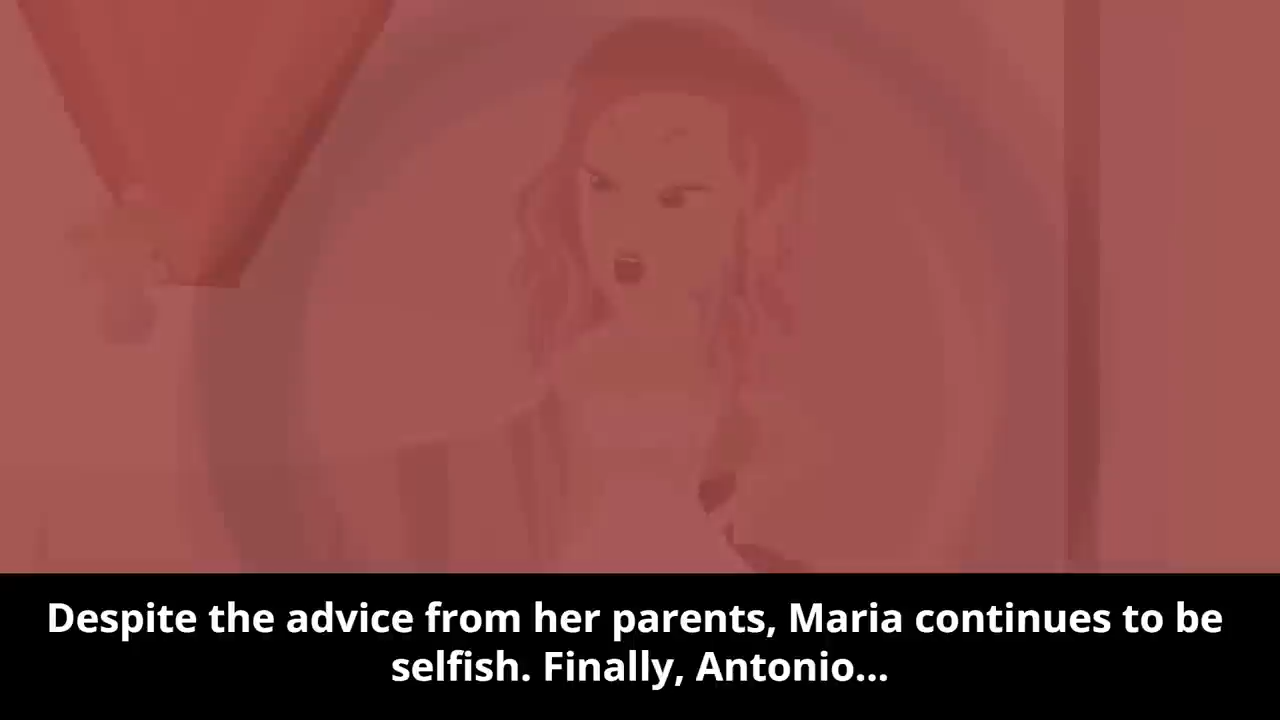 Despite the advice from her parents, Maria continues to be
selfish. Finally, Antonio...